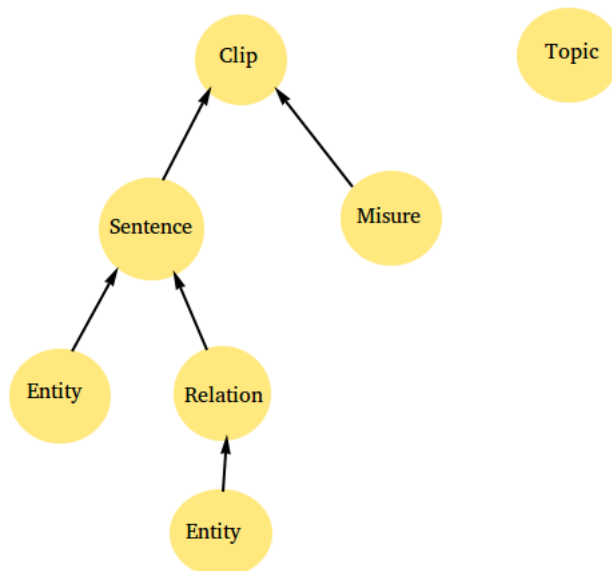 Clip
Topic
Sentence
Misure
Entity
Relation
Entity